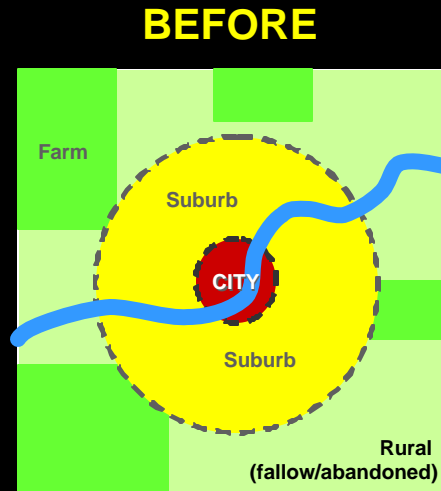 BEFORE
Farm
Suburb
CITY
Suburb
Rural
(fallow/abandoned)